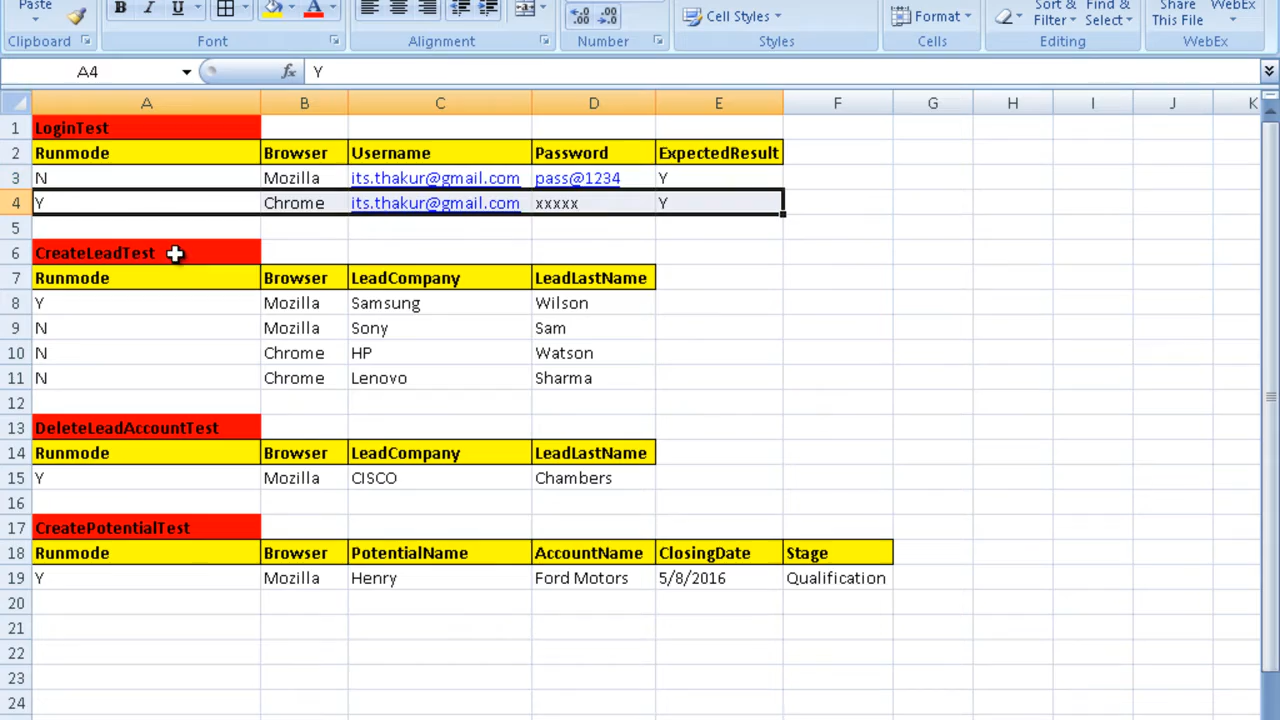 Paste
B I U A
Cell Styles
Format
Sort & Filter
Find & Select
Share This File
WebEx
Clipboard Font Alignment Number Styles Cells Editing WebEx
A4 fx Y
A B C D E F G H I J K
1 LoginTest
2 Runmode Browser Username Password ExpectedResult
3 N Mozilla its.thakur@gmail.com pass@1234 Y
4 Y Chrome its.thakur@gmail.com xxxxx Y
5
6 CreateLeadTest
7 Runmode Browser LeadCompany LeadLastName
8 Y Mozilla Samsung Wilson
9 N Mozilla Sony Sam
10 N Chrome HP Watson
11 N Chrome Lenovo Sharma
12
13 DeleteLeadAccountTest
14 Runmode Browser LeadCompany LeadLastName
15 Y Mozilla CISCO Chambers
16
17 CreatePotentialTest
18 Runmode Browser PotentialName AccountName ClosingDate Stage
19 Y Mozilla Henry Ford Motors 5/8/2016 Qualification
20
21
22
23
24